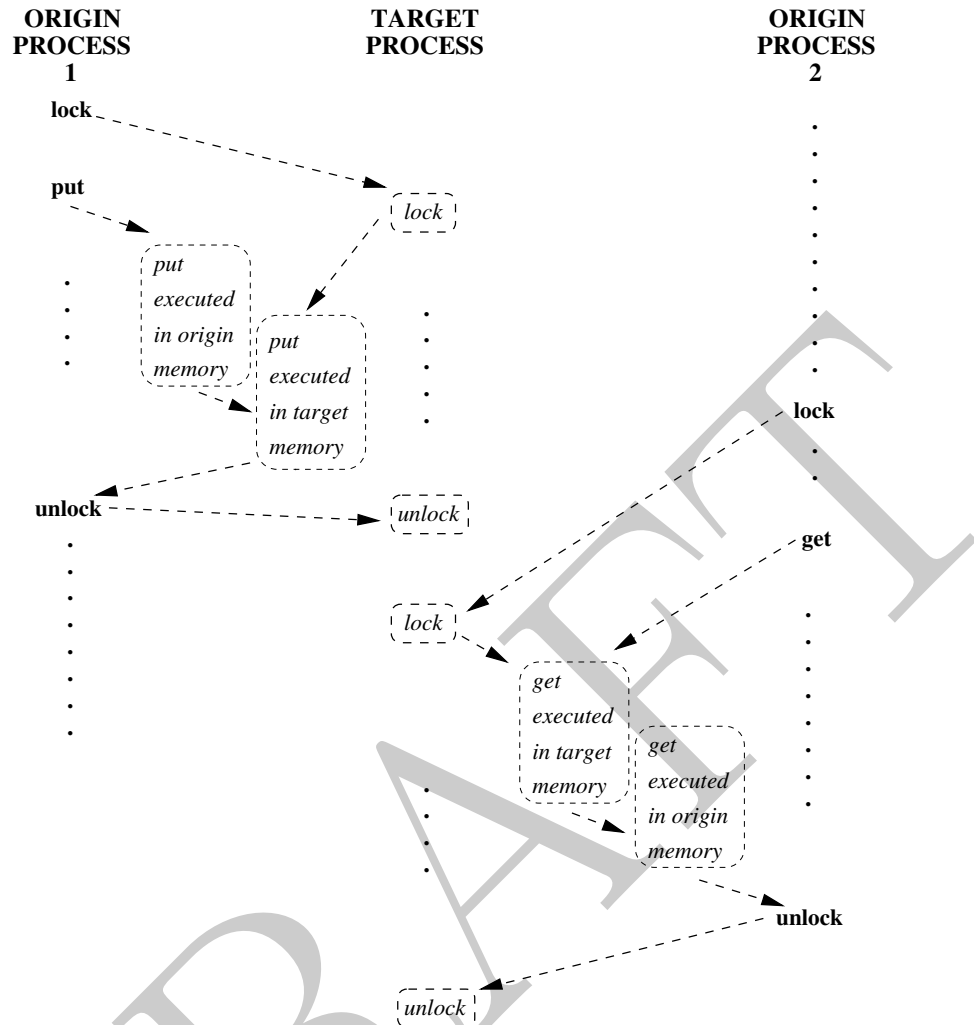 ORIGIN
PROCESS
1
TARGET
PROCESS
ORIGIN
PROCESS
2
lock
put
lock
put
executed
in origin
memory
put
executed
in target
memory
lock
unlock
unlock
get
lock
get
executed
in target
memory
get
executed
in origin
memory
unlock
unlock
DRAFT